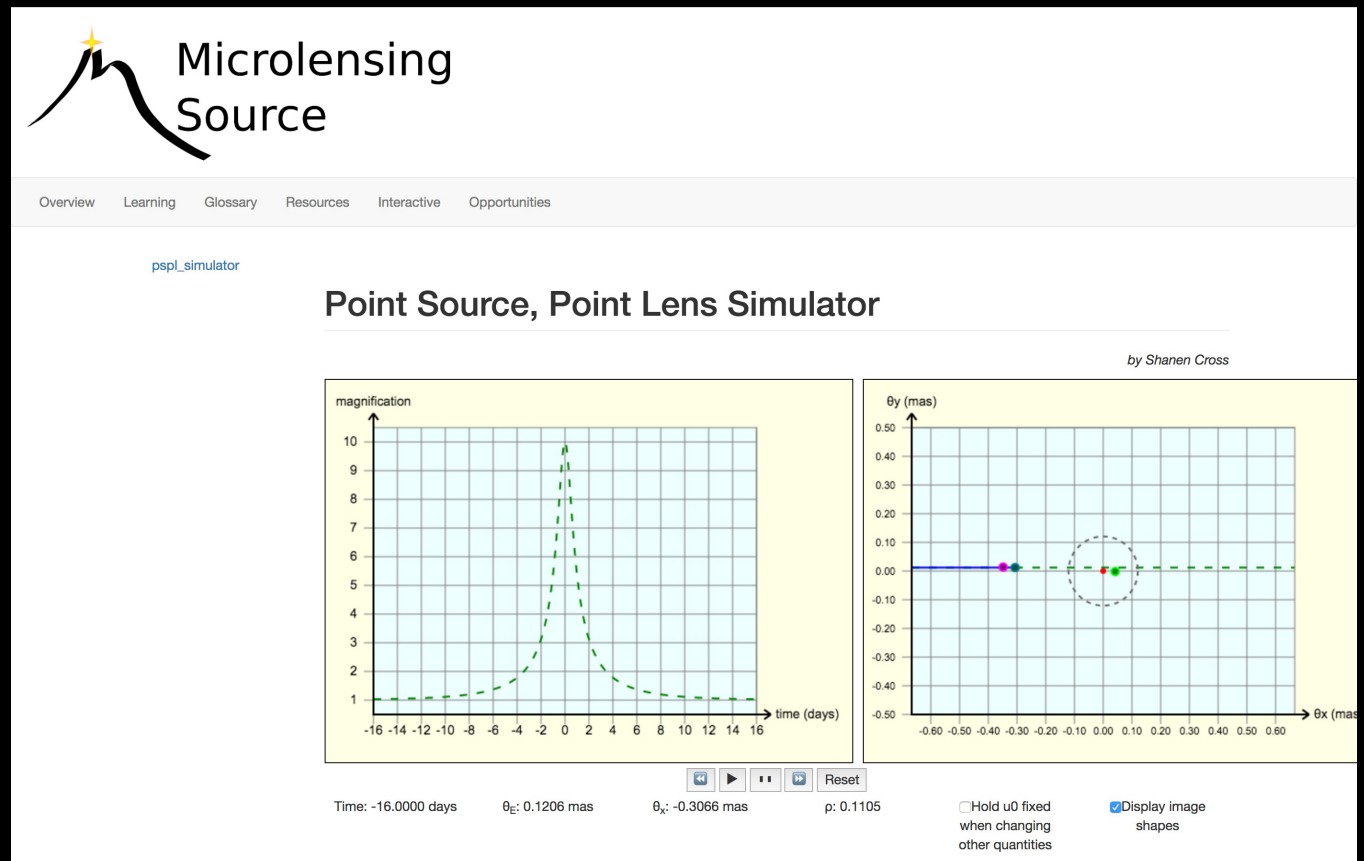 Microlensing
Source
Overview Learning Glossary Resources Interactive Opportunities
pspl_simulator
Point Source, Point Lens Simulator
by Shanen Cross
magnification
10
9
8
7
6
5
4
3
2
1
-16 -14 -12 -10 -8 -6 -4 -2 0 2 4 6 8 10 12 14 16
time (days)
θy (mas)
0.50
0.40
0.30
0.20
0.10
0.00
-0.10
-0.20
-0.30
-0.40
-0.50
-0.60 -0.50 -0.40 -0.30 -0.20 -0.10 0.00 0.10 0.20 0.30 0.40 0.50 0.60
θx (mas
Reset
Time: -16.0000 days θE: 0.1206 mas θx: -0.3066 mas ρ: 0.1105
Hold u0 fixed
when changing
other quantities
Display image
shapes